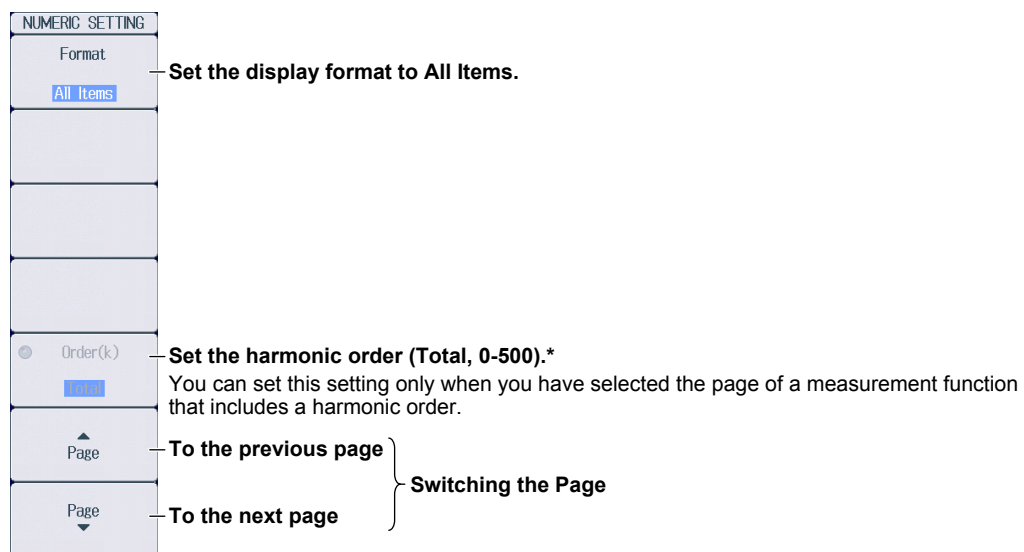 NUMERIC SETTING
Format
All Items
Set the display format to All Items.
Order(k)
Total
Set the harmonic order (Total, 0-500).*
You can set this setting only when you have selected the page of a measurement function
that includes a harmonic order.
Page
To the previous page
Switching the Page
Page
To the next page